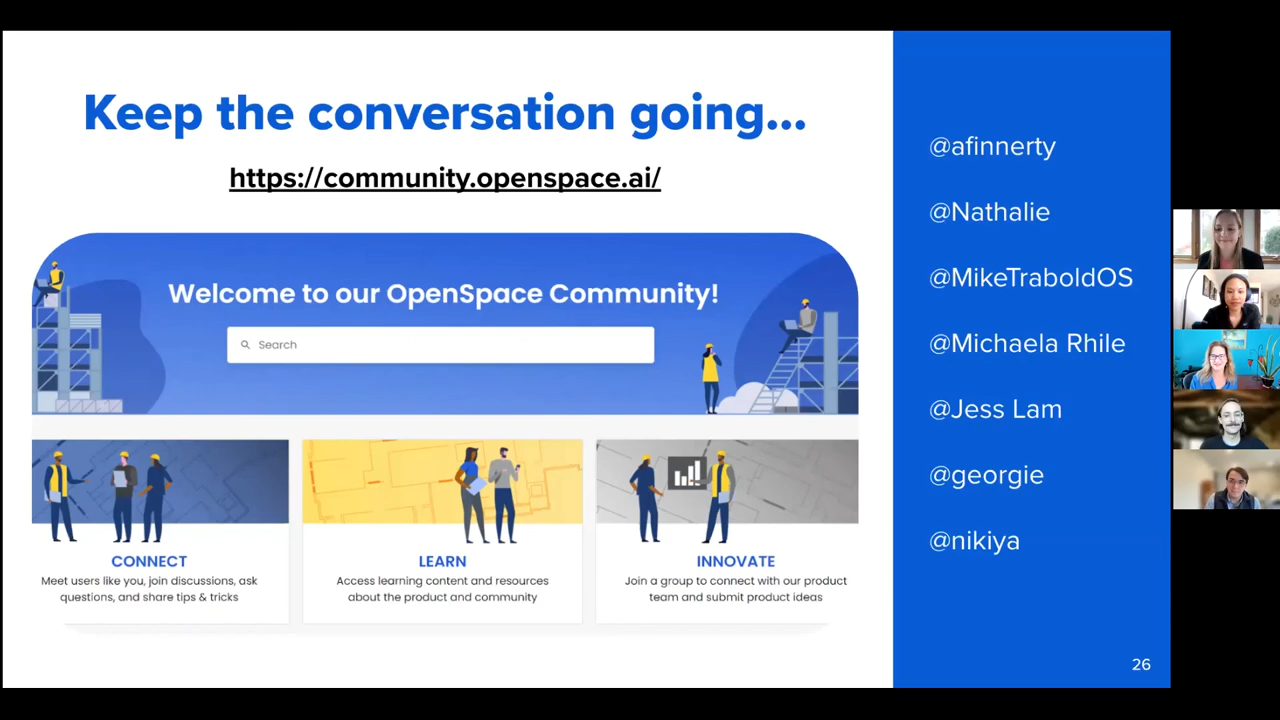 Keep the conversation going...
https://community.openspace.ai/
Welcome to our OpenSpace Community!
Search
CONNECT
Meet users like you, join discussions, ask
questions, and share tips & tricks
LEARN
Access learning content and resources
about the product and community
INNOVATE
Join a group to connect with our product
team and submit product ideas
@afinnerty
@Nathalie
@MikeTraboldOS
@Michaela Rhile
@Jess Lam
@georgie
@nikiya
26